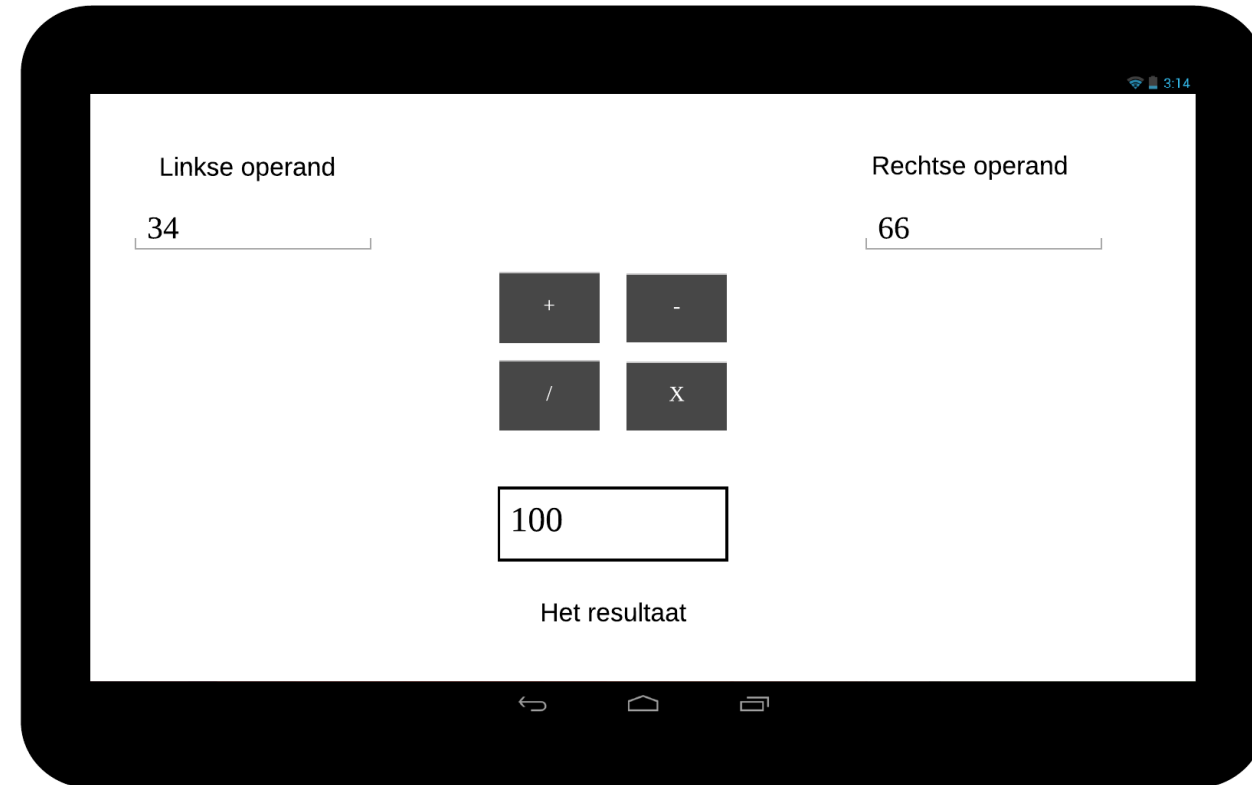 3:14
Linkse operand
Rechtse operand
34
66
+
-
/
X
100
Het resultaat